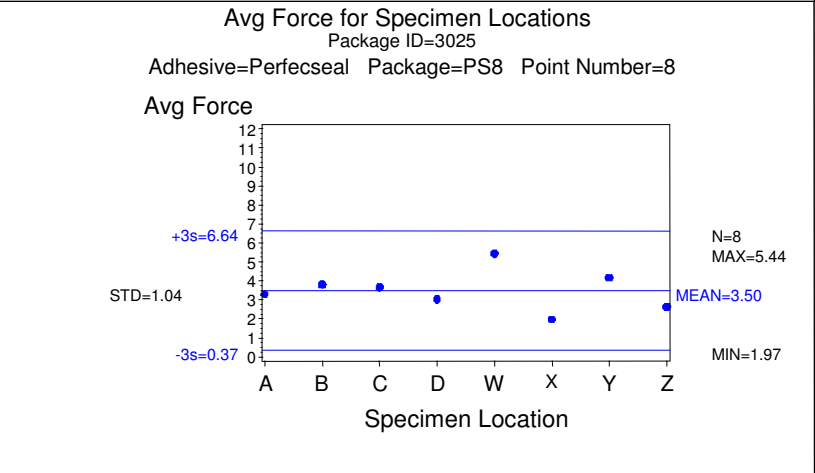 Avg Force for Specimen Locations
Package ID=3025
Adhesive=Perfecseal Package=PS8 Point Number=8
Avg Force
12
11
10
9
8
7
+3s=6.64
N=8
6
MAX=5.44
5
4
STD=1.04
MEAN=3.50
3
2
1
-3s=0.37
MIN=1.97
0
A B C D W X Y Z
Specimen Location